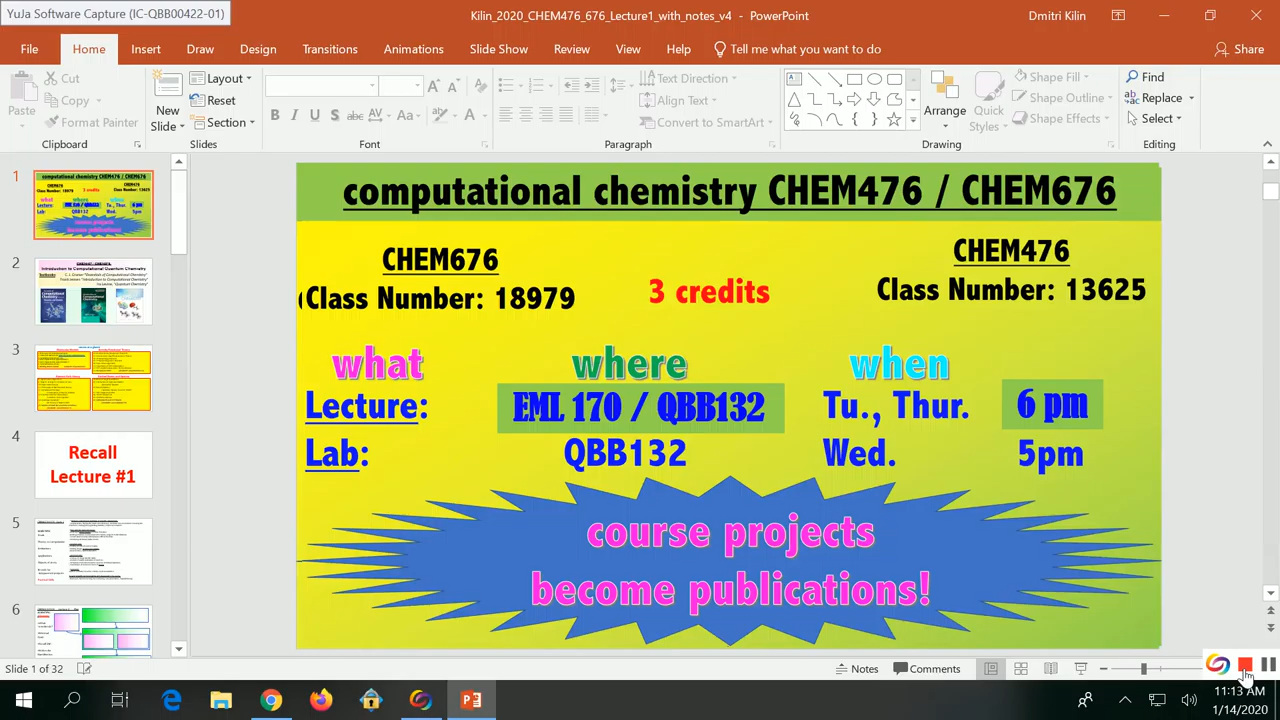 YuJa Software Capture (IC-QBB00422-01)
Kilin_2020_CHEM476_676_Lecture1_with_notes_v4 - PowerPoint
Dmitri Kilin
File Home Insert Draw Design Transitions Animations Slide Show Review View Help Tell me what you want to do Share
Paste
Cut
Copy
Format Painter
Clipboard
New Slide
Layout
Reset
Section
Slides
Font
Text Direction
Align Text
Convert to SmartArt
Paragraph
Arrange
Quick Styles
Shape Fill
Shape Outline
Shape Effects
Drawing
Find
Replace
Select
Editing
1
2
4
Recall
Lecture #1
6
computational chemistry CHEM476 / CHEM676
CHEM676
Class Number: 18979
3 credits
CHEM476
Class Number: 13625
what where when
Lecture: EML 170 / QBB132 Tu., Thur. 6 pm
Lab: QBB132 Wed. 5pm
course projects
become publications!
Slide 1 of 32
Notes
Comments
11:13 AM
1/14/2020